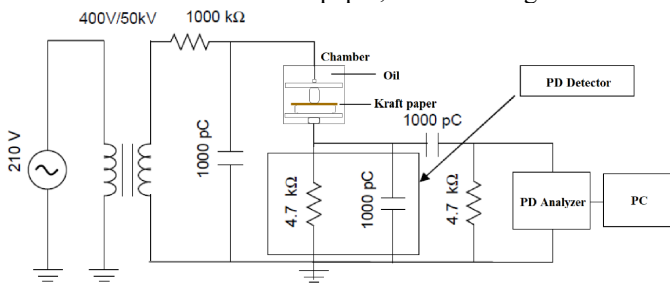 400V/50kV
1000 kΩ
Chamber
Oil
Kraft paper
PD Detector
1000 pC
210 V
1000 pC
4.7 kΩ
1000 pC
4.7 kΩ
PD Analyzer
PC